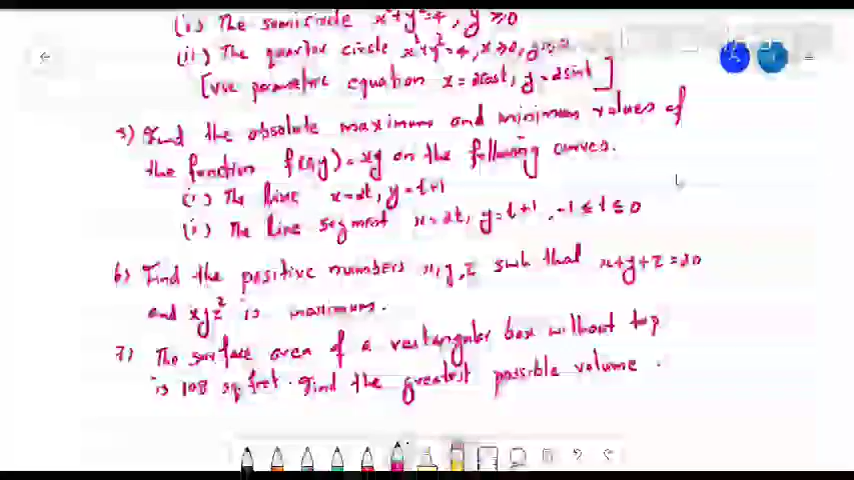 (i) The semicircle x²+y²=4, y≥0
(ii) The quarter circle x²+y²=4, x≥0, y≥0
[use parametric equation x=2cost, y=2sint]
5) Find the absolute maximum and minimum values of
the function f(x,y)=xy on the following curves.
(i) The line x=2t, y=t+1
(i) The line segment x=2t, y=t+1, -1≤t≤0
6) Find the positive numbers x,y,z such that x+y+z=20
and xyz² is maximum.
7) The surface area of a rectangular box without top
is 108 sq feet. Find the greatest possible volume.